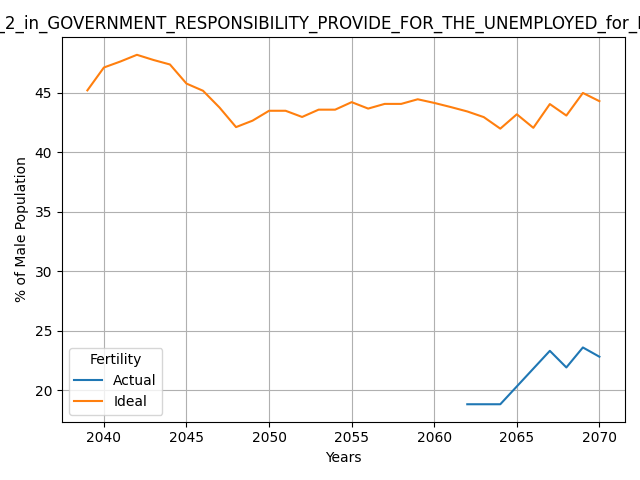 _2_in_GOVERNMENT_RESPONSIBILITY_PROVIDE_FOR_THE_UNEMPLOYED_for_
% of Male Population
45
40
35
30
25
20
Fertility
Actual
Ideal
2040
2045
2050
2055
2060
2065
2070
Years